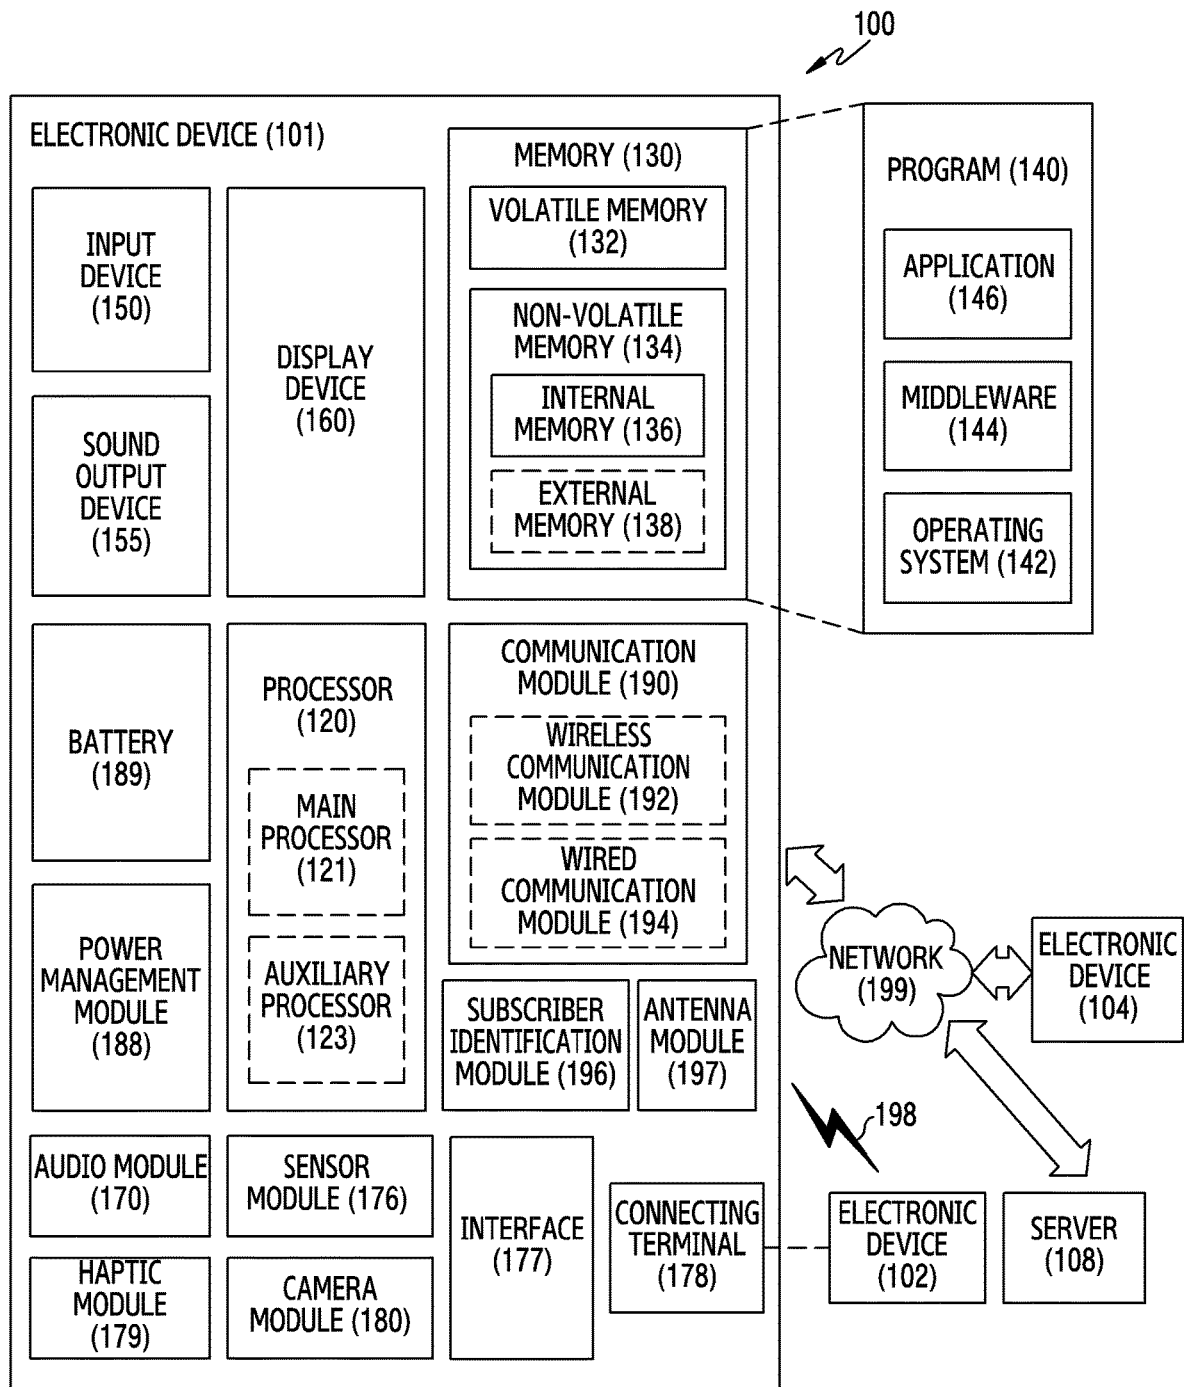 100
ELECTRONIC DEVICE (101)
INPUT
DEVICE
(150)
SOUND
OUTPUT
DEVICE
(155)
DISPLAY
DEVICE
(160)
MEMORY (130)
VOLATILE MEMORY
(132)
NON-VOLATILE
MEMORY (134)
INTERNAL
MEMORY (136)
EXTERNAL
MEMORY (138)
PROGRAM (140)
APPLICATION
(146)
MIDDLEWARE
(144)
OPERATING
SYSTEM (142)
BATTERY
(189)
POWER
MANAGEMENT
MODULE
(188)
PROCESSOR
(120)
MAIN
PROCESSOR
(121)
AUXILIARY
PROCESSOR
(123)
COMMUNICATION
MODULE (190)
WIRELESS
COMMUNICATION
MODULE (192)
WIRED
COMMUNICATION
MODULE (194)
SUBSCRIBER
IDENTIFICATION
MODULE (196)
ANTENNA
MODULE
(197)
NETWORK
(199)
ELECTRONIC
DEVICE
(104)
198
AUDIO MODULE
(170)
SENSOR
MODULE (176)
INTERFACE
(177)
CONNECTING
TERMINAL
(178)
ELECTRONIC
DEVICE
(102)
SERVER
(108)
HAPTIC
MODULE
(179)
CAMERA
MODULE (180)